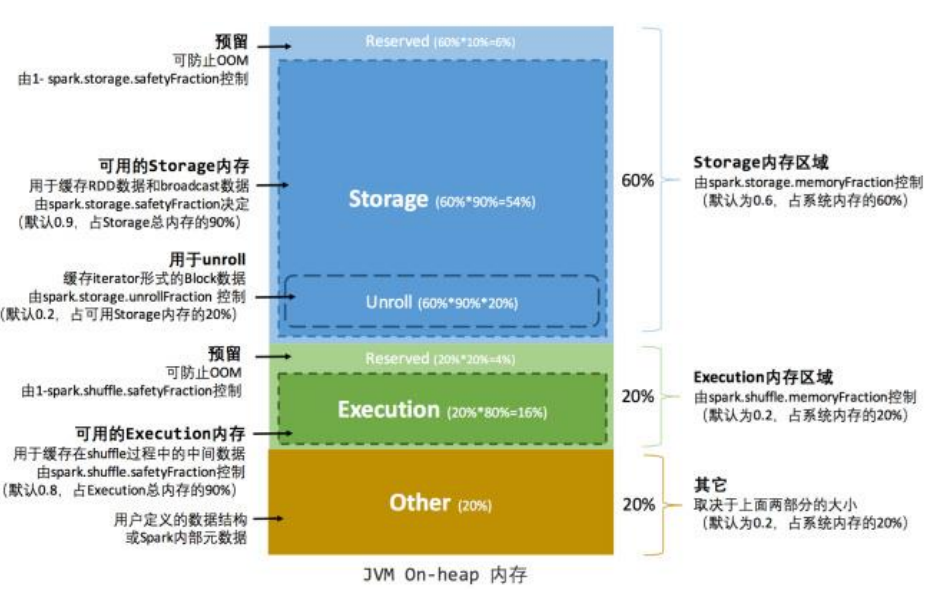 预留
可防止OOM
由1- spark.storage.safetyFraction控制
可用的Storage内存
用于缓存RDD数据和broadcast数据
由spark.storage.safetyFraction决定
（默认0.9，占Storage总内存的90%）
用于unroll
缓存iterator形式的Block数据
由spark.storage.unrollFraction 控制
（默认0.2，占可用Storage内存的20%）
预留
可防止OOM
由1-spark.shuffle.safetyFraction控制
可用的Execution内存
用于缓存在shuffle过程中的中间数据
由spark.shuffle.safetyFraction控制
（默认0.8，占Execution总内存的90%）
用户定义的数据结构
或Spark内部元数据
Reserved (60%*10%=6%)
Storage (60%*90%=54%)
Unroll (60%*90%*20%)
Reserved (20%*20%=4%)
Execution (20%*80%=16%)
Other (20%)
60%
Storage内存区域
由spark.storage.memoryFraction控制
（默认为0.6，占系统内存的60%）
20%
Execution内存区域
由spark.shuffle.memoryFraction控制
（默认为0.2，占系统内存的20%）
20%
其它
取决于上面两部分的大小
（默认为0.2，占系统内存的20%）
JVM On-heap 内存